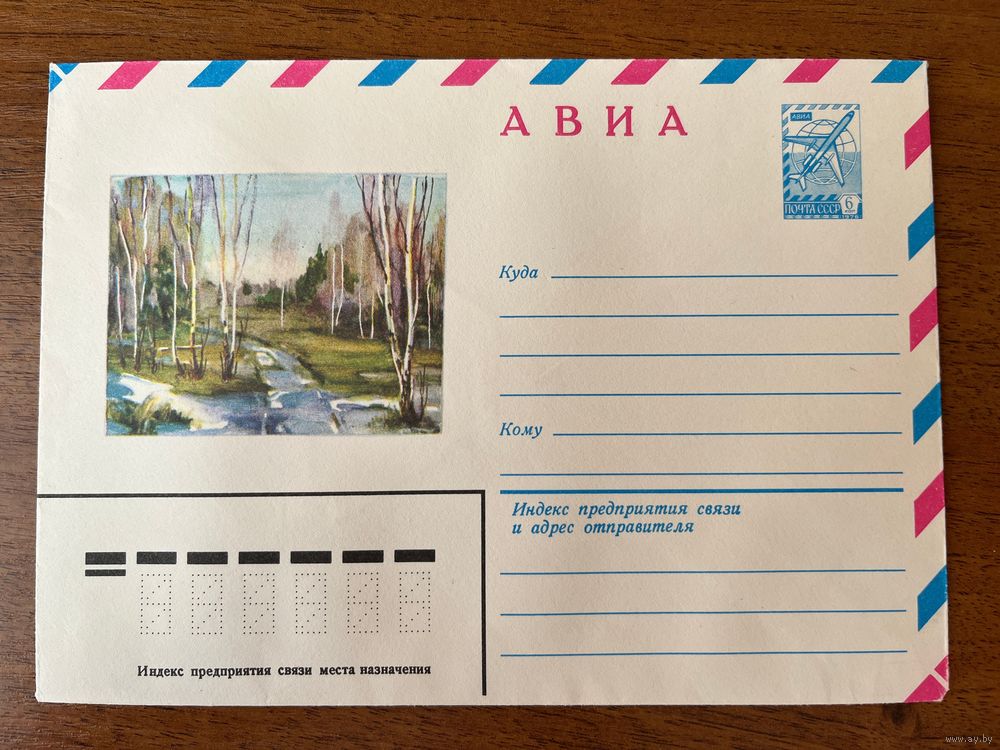 АВИА
АВИА
ПОЧТА СССР
6
КОП
Куда
Кому
Индекс предприятия связи
и адрес отправителя
Индекс предприятия связи места назначения
www.ay.by